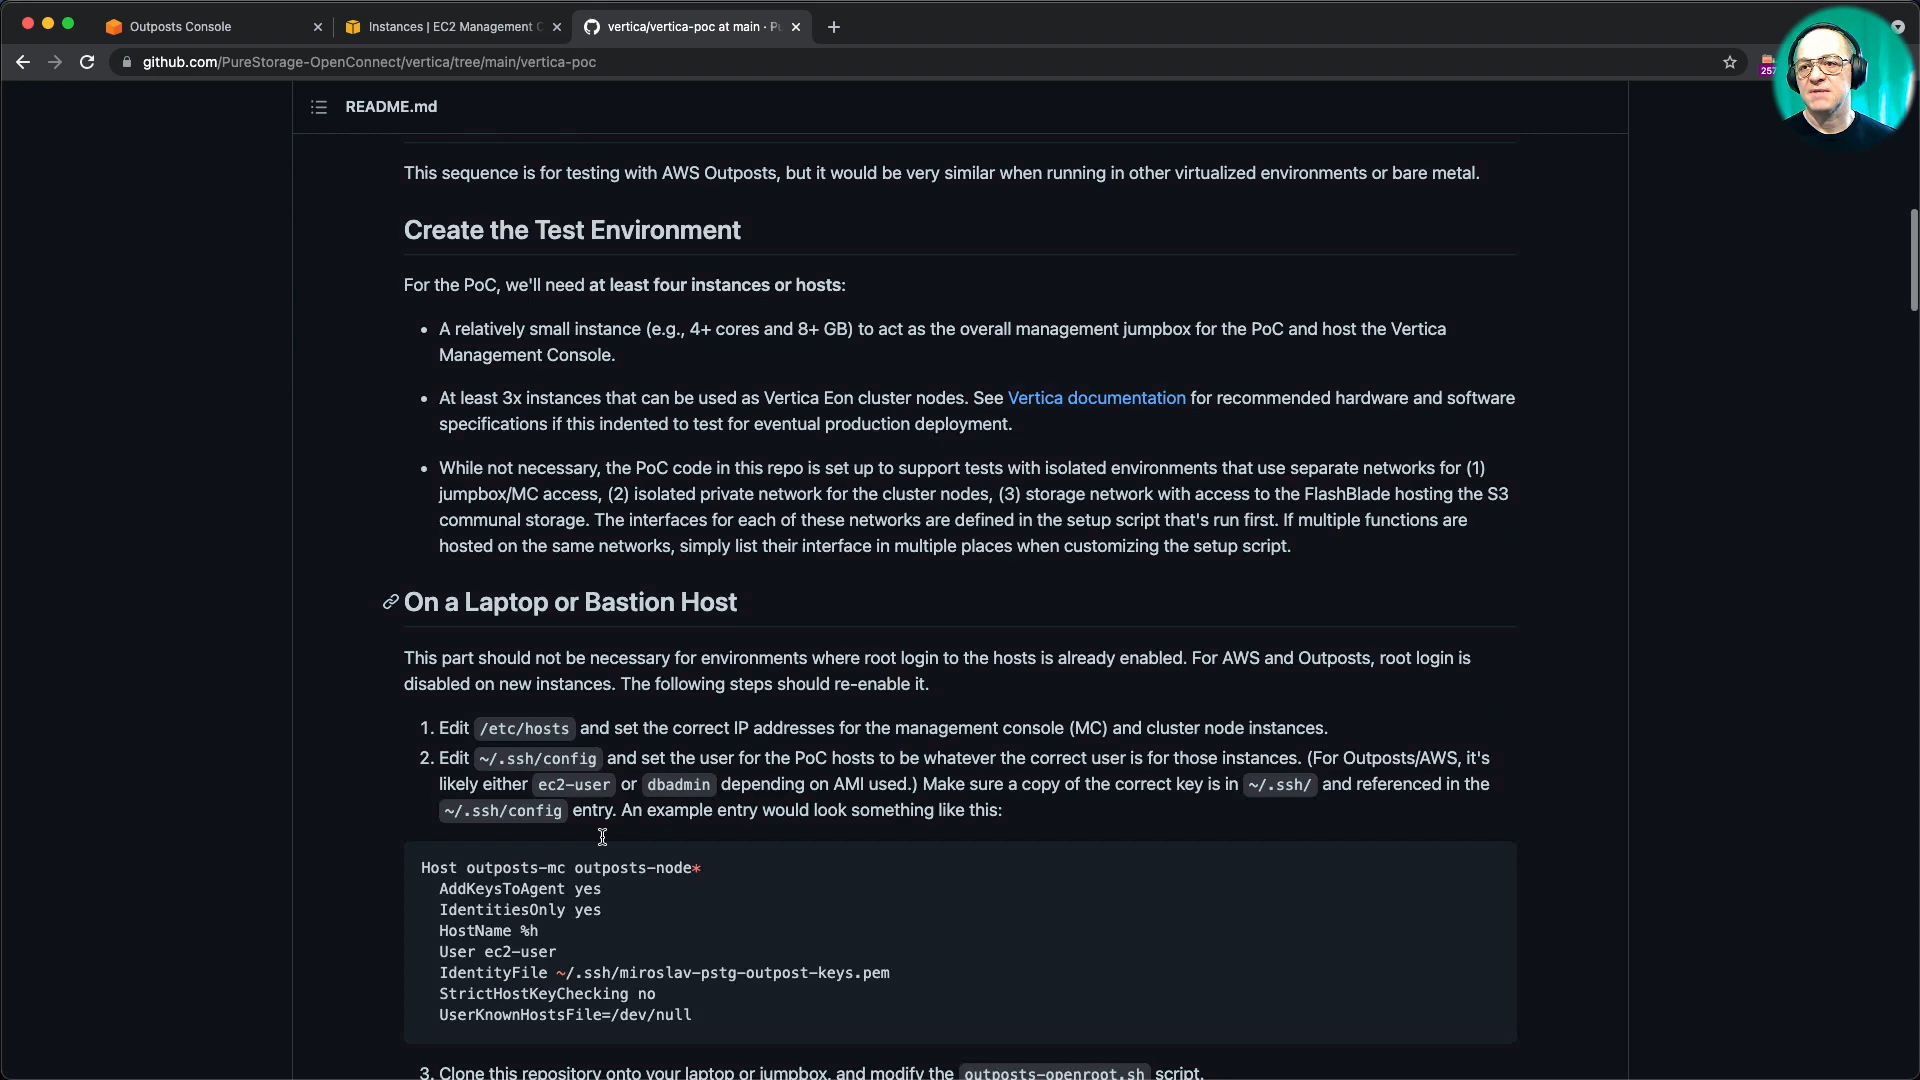 Outposts Console
Instances | EC2 Management C
vertica/vertica-poc at main · Pu
github.com/PureStorage-OpenConnect/vertica/tree/main/vertica-poc
257
README.md
This sequence is for testing with AWS Outposts, but it would be very similar when running in other virtualized environments or bare metal.
Create the Test Environment
For the PoC, we'll need at least four instances or hosts:
• A relatively small instance (e.g., 4+ cores and 8+ GB) to act as the overall management jumpbox for the PoC and host the Vertica
Management Console.
• At least 3x instances that can be used as Vertica Eon cluster nodes. See Vertica documentation for recommended hardware and software
specifications if this indented to test for eventual production deployment.
• While not necessary, the PoC code in this repo is set up to support tests with isolated environments that use separate networks for (1)
jumpbox/MC access, (2) isolated private network for the cluster nodes, (3) storage network with access to the FlashBlade hosting the S3
communal storage. The interfaces for each of these networks are defined in the setup script that's run first. If multiple functions are
hosted on the same networks, simply list their interface in multiple places when customizing the setup script.
On a Laptop or Bastion Host
This part should not be necessary for environments where root login to the hosts is already enabled. For AWS and Outposts, root login is
disabled on new instances. The following steps should re-enable it.
1. Edit /etc/hosts and set the correct IP addresses for the management console (MC) and cluster node instances.
2. Edit ~/.ssh/config and set the user for the PoC hosts to be whatever the correct user is for those instances. (For Outposts/AWS, it's
likely either ec2-user or dbadmin depending on AMI used.) Make sure a copy of the correct key is in ~/.ssh/ and referenced in the
~/.ssh/config entry. An example entry would look something like this:
Host outposts-mc outposts-node*
AddKeysToAgent yes
IdentitiesOnly yes
HostName %h
User ec2-user
IdentityFile ~/.ssh/miroslav-pstg-outpost-keys.pem
StrictHostKeyChecking no
UserKnownHostsFile=/dev/null
3. Clone this repository onto your laptop or jumpbox, and modify the outposts-openroot.sh script.